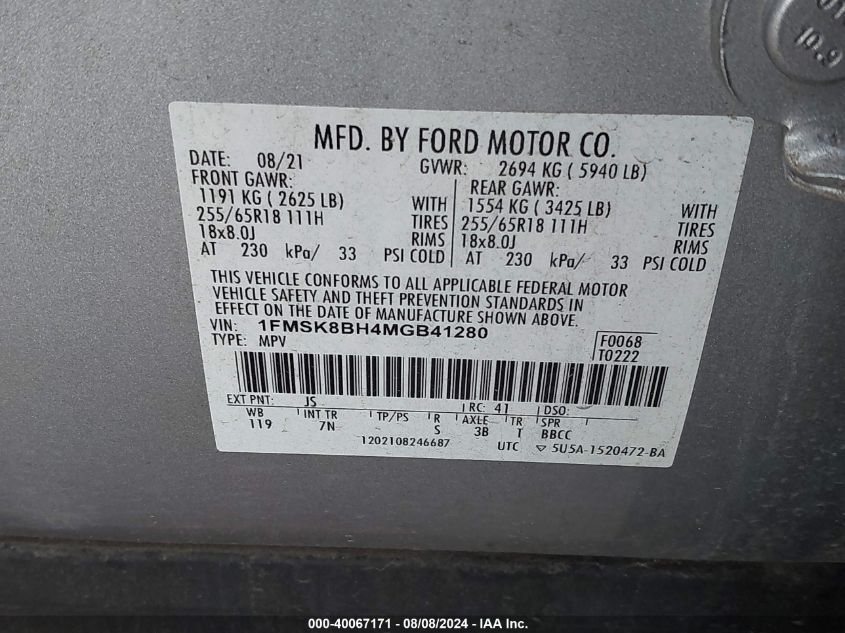 MFD. BY FORD MOTOR CO.
DATE: 08/21 GVWR: 2694 KG ( 5940 LB)
FRONT GAWR: REAR GAWR:
1191 KG ( 2625 LB) WITH 1554 KG ( 3425 LB) WITH
255/65R18 111H TIRES 255/65R18 111H TIRES
18x8.0J RIMS 18x8.0J RIMS
AT 230 kPa/ 33 PSI COLD AT 230 kPa/ 33 PSI COLD
THIS VEHICLE CONFORMS TO ALL APPLICABLE FEDERAL MOTOR
VEHICLE SAFETY AND THEFT PREVENTION STANDARDS IN
EFFECT ON THE DATE OF MANUFACTURE SHOWN ABOVE.
VIN: 1FMSK8BH4MGB41280
TYPE: MPV
F0068
T0222
EXT PNT: JS RC: 41 DSO:
WB INT TR TP/PS R AXLE TR SPR
119 7N S 3B T BBCC
1202108246687 UTC 5U5A-1520472-BA
10.9
000-40067171 - 08/08/2024 - IAAI.com.